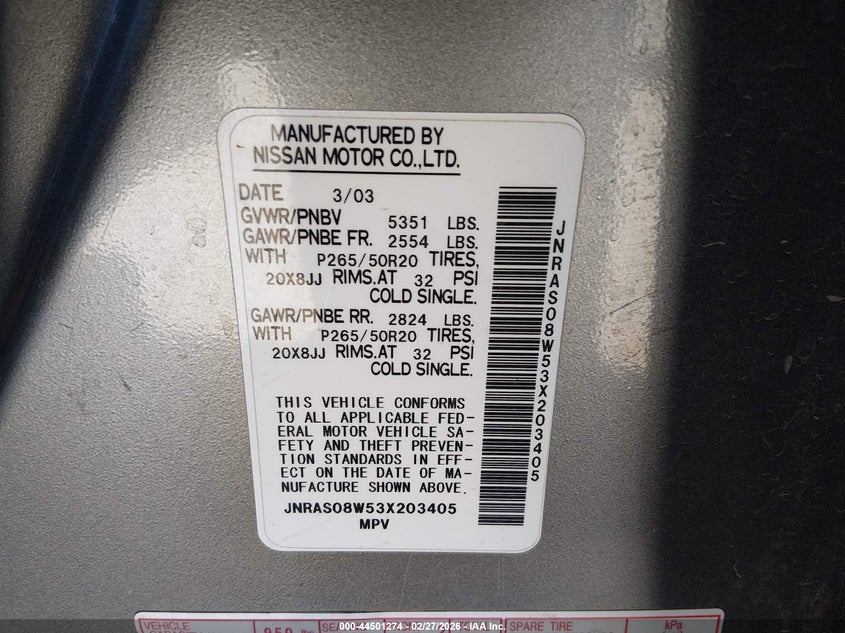 MANUFACTURED BY
NISSAN MOTOR CO.,LTD.
DATE 3/03
GVWR/PNBV 5351 LBS.
GAWR/PNBE FR. 2554 LBS.
WITH P265/50R20 TIRES,
20X8JJ RIMS.AT 32 PSI
COLD SINGLE.
GAWR/PNBE RR. 2824 LBS.
WITH P265/50R20 TIRES,
20X8JJ RIMS.AT 32 PSI
COLD SINGLE.
THIS VEHICLE CONFORMS
TO ALL APPLICABLE FED-
ERAL MOTOR VEHICLE SA-
FETY AND THEFT PREVEN-
TION STANDARDS IN EFF-
ECT ON THE DATE OF MA-
NUFACTURE SHOWN ABOVE.
JNRAS08W53X203405
MPV
JNRAS08W53X203405
VEHICLE
SPARE TIRE
kPa
000-44501274 - 02/27/2026 - IAA Inc.